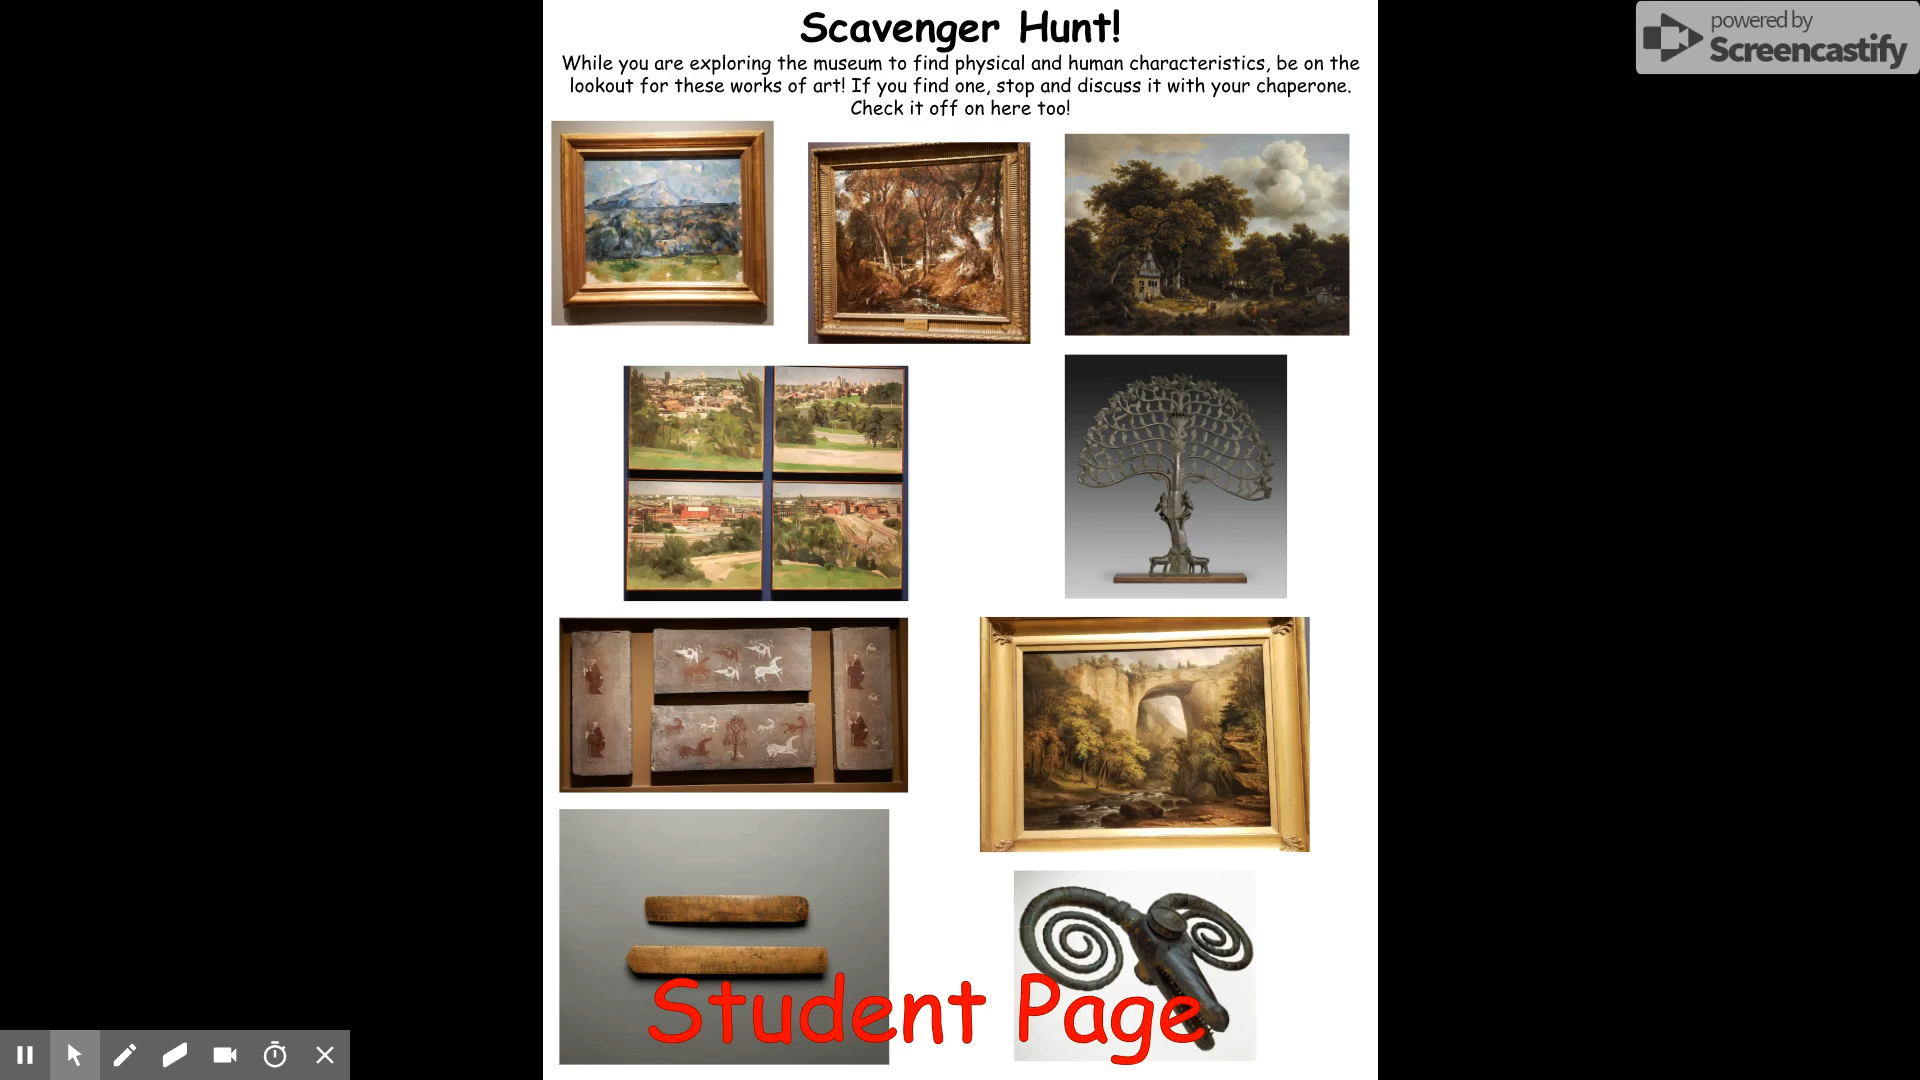 Scavenger Hunt!
While you are exploring the museum to find physical and human characteristics, be on the
lookout for these works of art! If you find one, stop and discuss it with your chaperone.
Check it off on here too!
powered by
Screencastify
Student Page